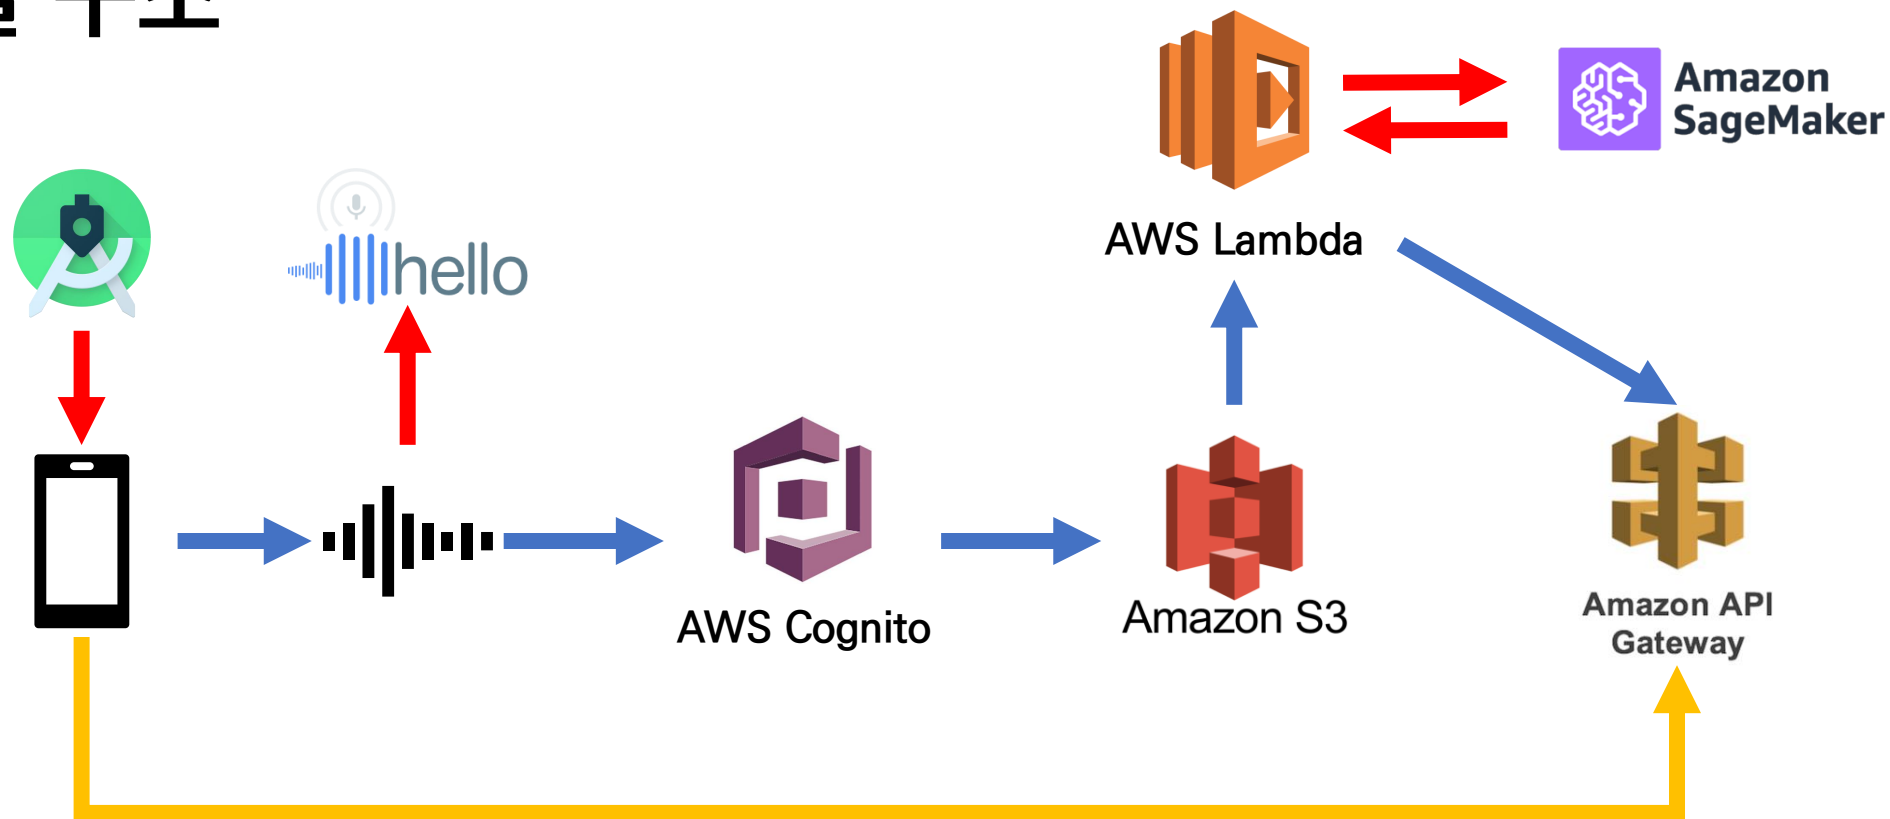 Amazon
SageMaker
hello
AWS Lambda
AWS Cognito
Amazon S3
Amazon API
Gateway